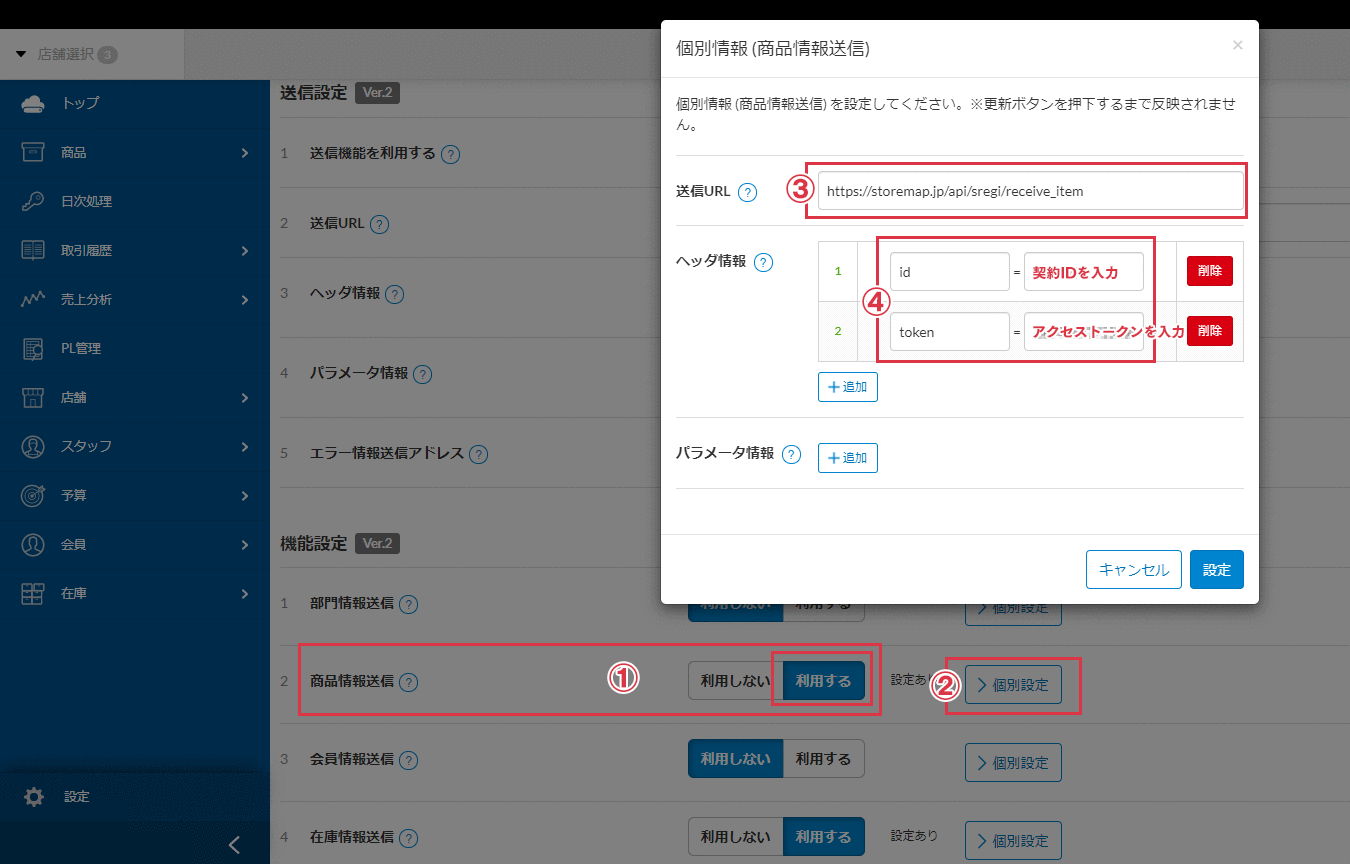 店舗選択 3
トップ
商品
日次処理
取引履歴
売上分析
PL管理
店舗
スタッフ
予算
会員
在庫
設定
送信設定 Ver.2
1 送信機能を利用する ?
2 送信URL ?
3 ヘッダ情報 ?
4 パラメータ情報 ?
5 エラー情報送信アドレス ?
機能設定 Ver.2
1 部門情報送信 ? 利用しない 利用する 個別設定
2 商品情報送信 ? ① 利用しない 利用する 設定あり ② 個別設定
3 会員情報送信 ? 利用しない 利用する 個別設定
4 在庫情報送信 ? 利用しない 利用する 設定あり 個別設定
個別情報 (商品情報送信) ×
個別情報 (商品情報送信) を設定してください。※更新ボタンを押下するまで反映されませ
ん。
送信URL ? ③ https://storemap.jp/api/sregi/receive_item
ヘッダ情報 ? ④
1 id = 契約IDを入力 削除
2 token = アクセストークンを入力 削除
+追加
パラメータ情報 ? +追加
キャンセル 設定